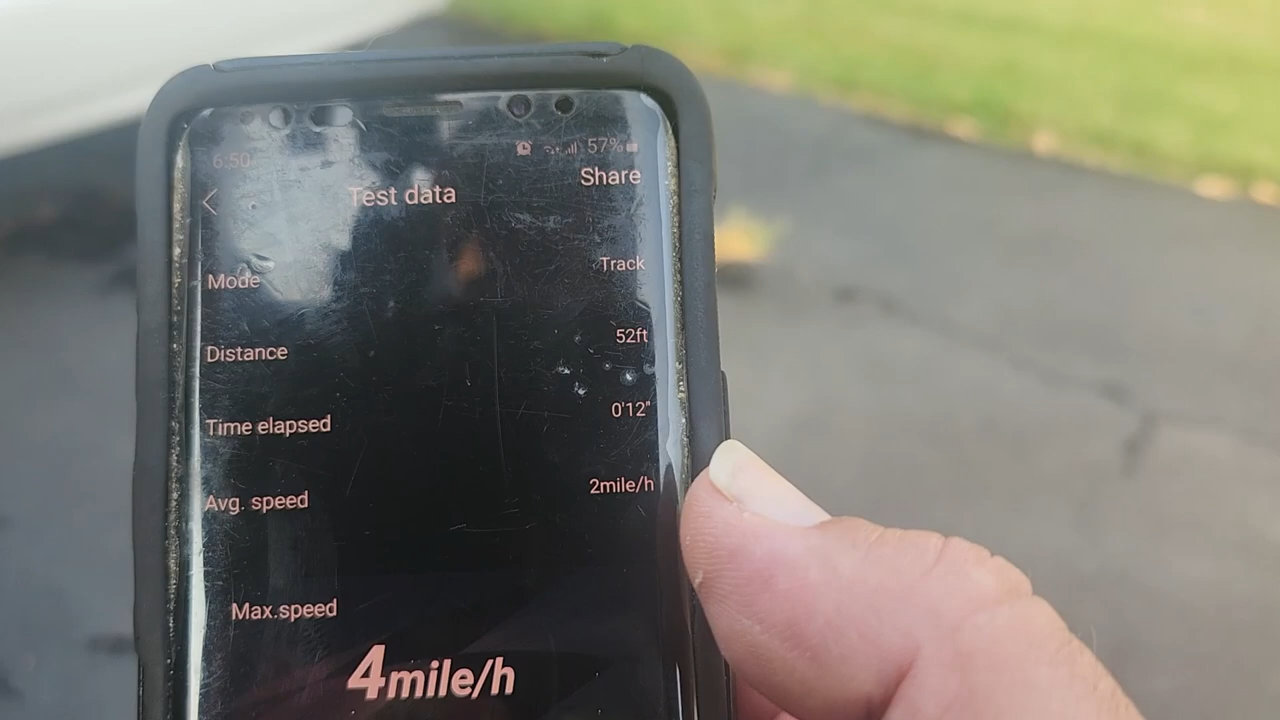 6:50 57%
Share
Test data
Mode Track
Distance 52ft
Time elapsed 0'12"
Avg. speed 2mile/h
Max.speed
4mile/h